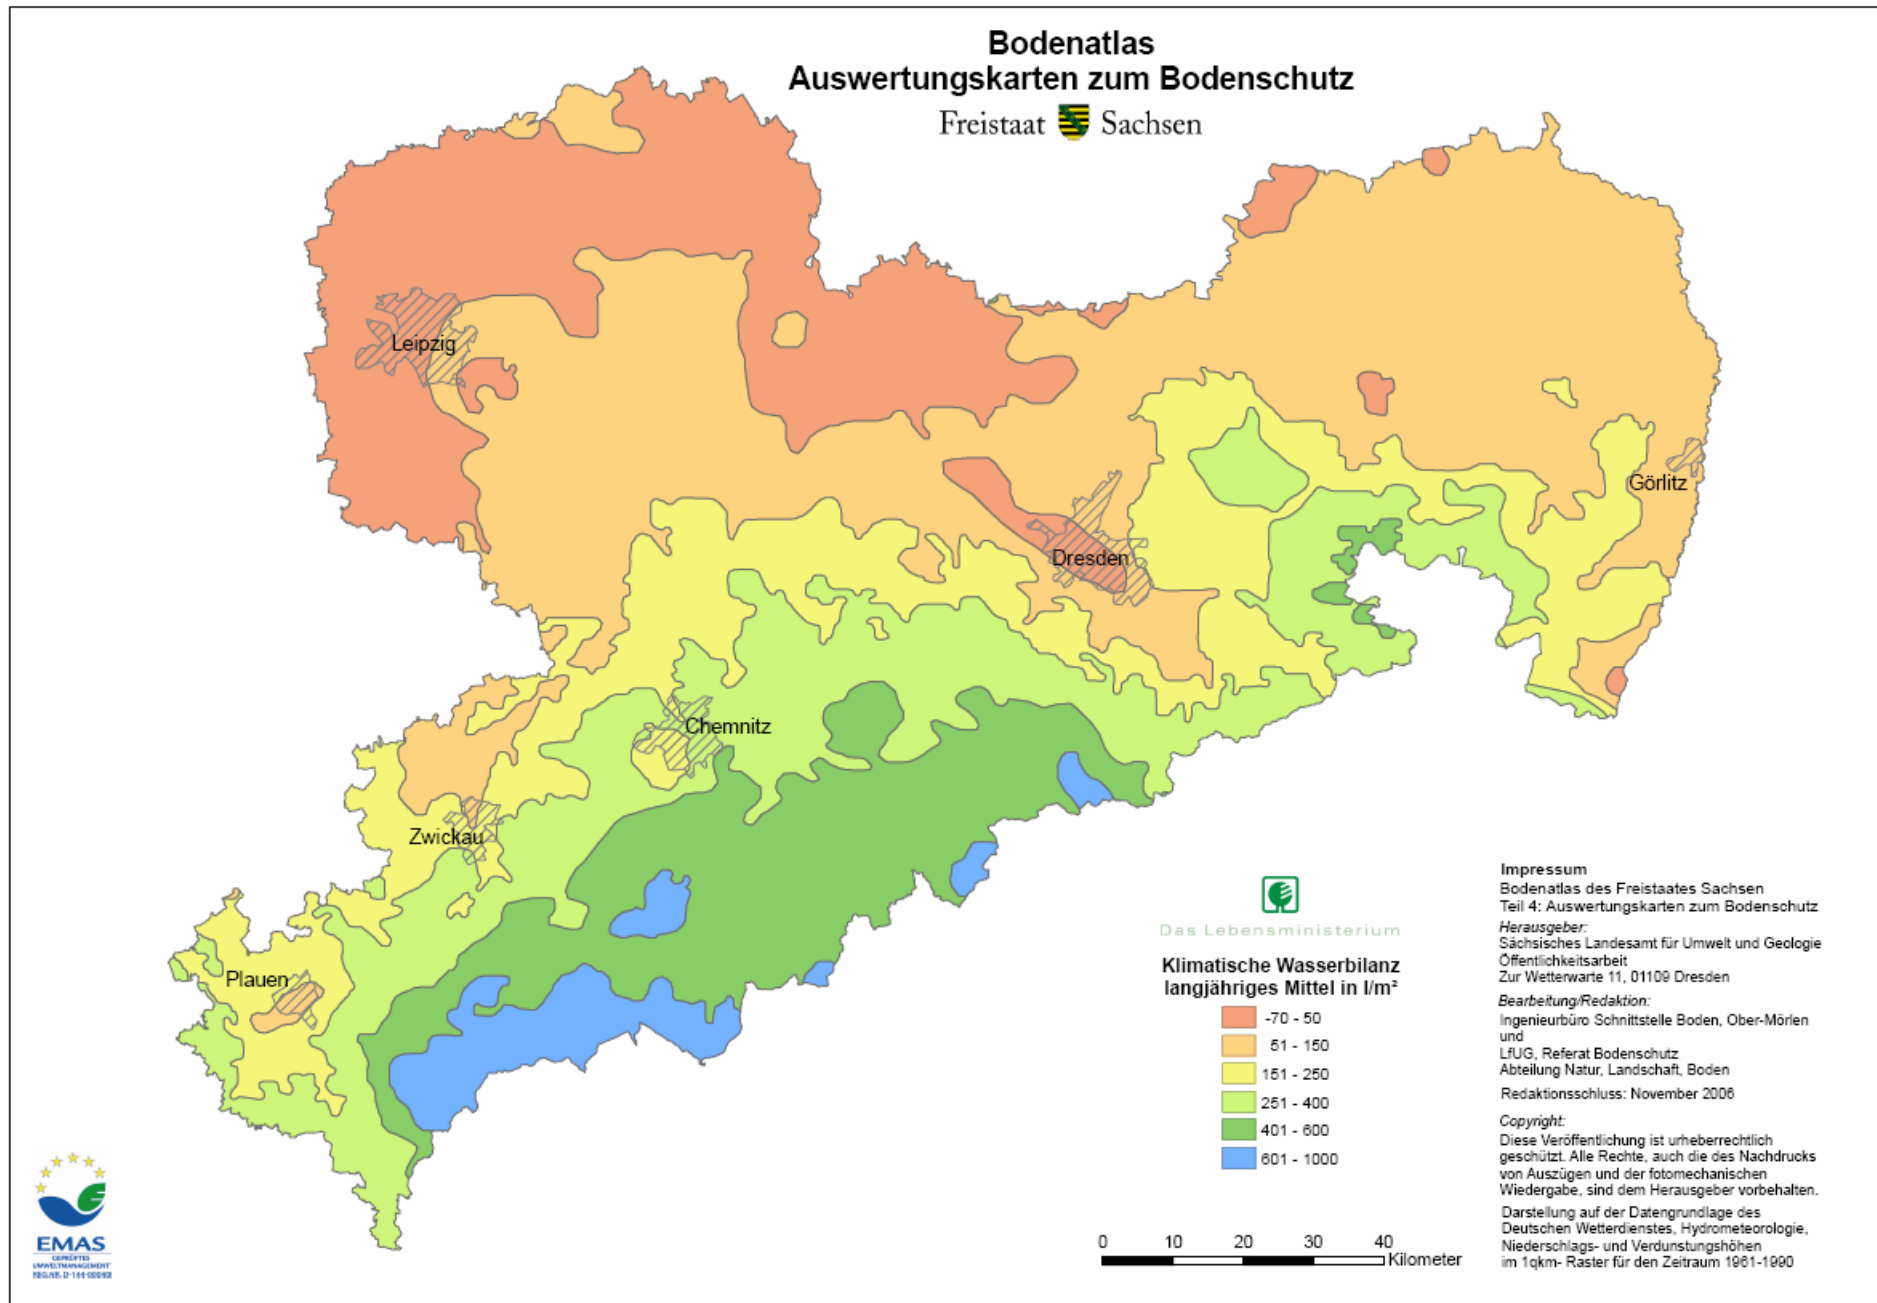 Bodenatlas
Auswertungskarten zum Bodenschutz
Freistaat Sachsen
Leipzig
Görlitz
Dresden
Chemnitz
Zwickau
Plauen
Das Lebensministerium
Klimatische Wasserbilanz
langjähriges Mittel in l/m²
-70 - 50
51 - 150
151 - 250
251 - 400
401 - 600
601 - 1000
0 10 20 30 40
Kilometer
Impressum
Bodenatlas des Freistaates Sachsen
Teil 4: Auswertungskarten zum Bodenschutz
Herausgeber:
Sächsisches Landesamt für Umwelt und Geologie
Öffentlichkeitsarbeit
Zur Wetterwarte 11, 01109 Dresden
Bearbeitung/Redaktion:
Ingenieurbüro Schnittstelle Boden, Ober-Mörlen
und
LfUG, Referat Bodenschutz
Abteilung Natur, Landschaft, Boden
Redaktionsschluss: November 2006
Copyright:
Diese Veröffentlichung ist urheberrechtlich
geschützt. Alle Rechte, auch die des Nachdrucks
von Auszügen und der fotomechanischen
Wiedergabe, sind dem Herausgeber vorbehalten.
Darstellung auf der Datengrundlage des
Deutschen Wetterdienstes, Hydrometeorologie,
Niederschlags- und Verdunstungshöhen
im 1qkm- Raster für den Zeitraum 1961-1990
EMAS
GEPRÜFTES
UMWELTMANAGEMENT